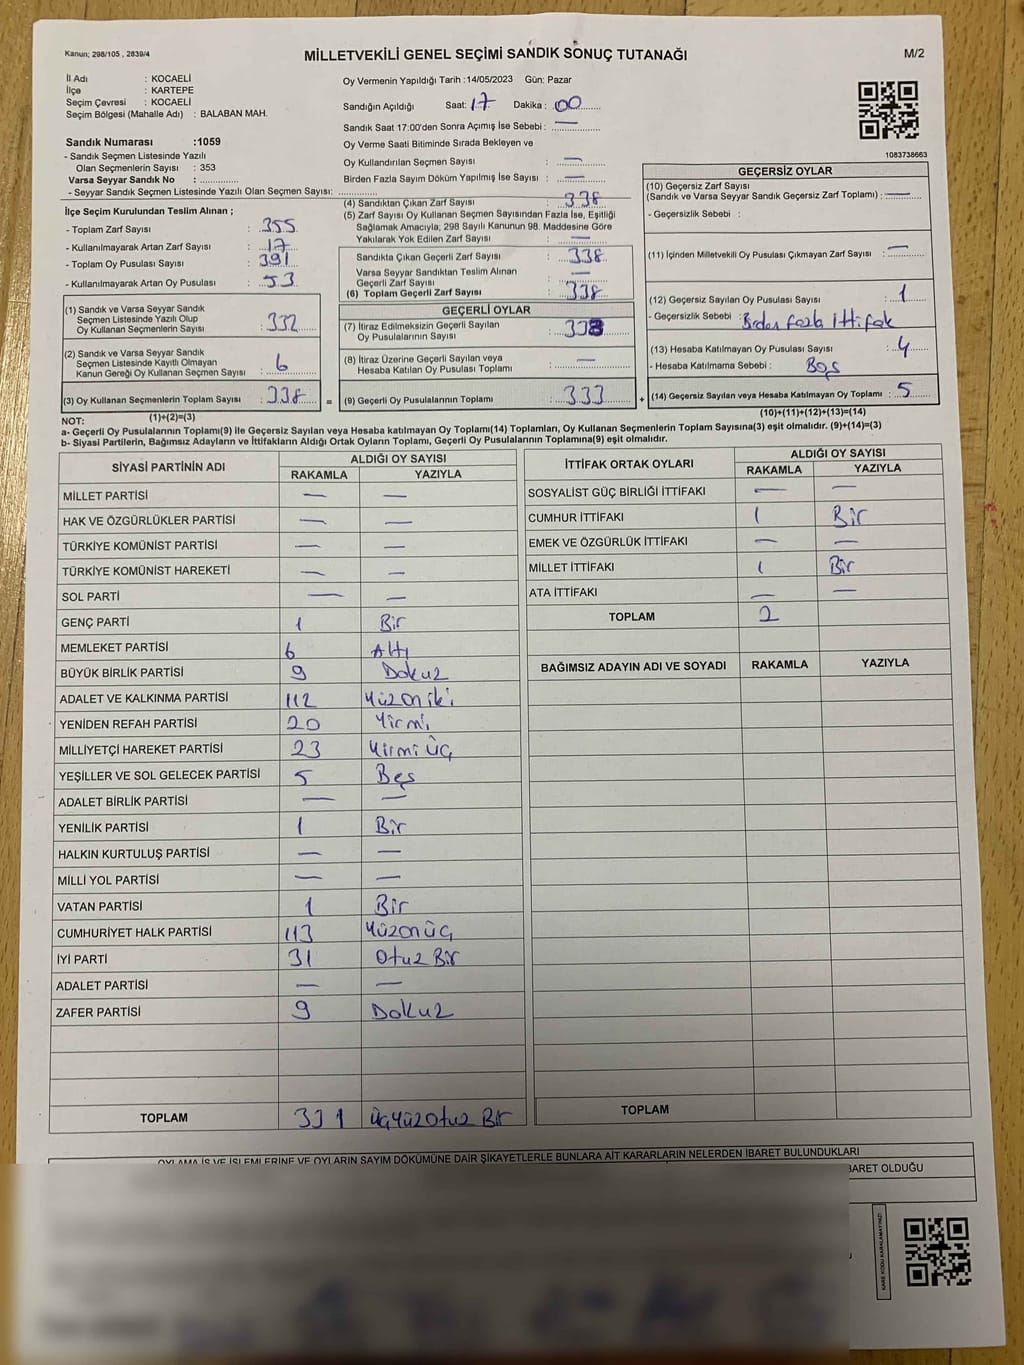 Kanun; 298/105 , 2839/4
MİLLETVEKİLİ GENEL SEÇİMİ SANDIK SONUÇ TUTANAĞI
M/2
İl Adı : KOCAELİ
İlçe : KARTEPE
Seçim Çevresi : KOCAELİ
Seçim Bölgesi (Mahalle Adı) : BALABAN MAH.
Sandık Numarası :1059
- Sandık Seçmen Listesinde Yazılı
Olan Seçmenlerin Sayısı : 353
Varsa Seyyar Sandık No : ..............
- Seyyar Sandık Seçmen Listesinde Yazılı Olan Seçmen Sayısı: ..............
Oy Vermenin Yapıldığı Tarih :14/05/2023 Gün: Pazar
Sandığın Açıldığı Saat: 17 Dakika : 00
Sandık Saat 17:00'den Sonra Açımış İse Sebebi : —
Oy Verme Saati Bitiminde Sırada Bekleyen ve
Oy Kullandırılan Seçmen Sayısı : —
Birden Fazla Sayım Döküm Yapılmış İse Sayısı : —
1083738663
İlçe Seçim Kurulundan Teslim Alınan ;
- Toplam Zarf Sayısı : 355
- Kullanılmayarak Artan Zarf Sayısı : 17
- Toplam Oy Pusulası Sayısı : 391
- Kullanılmayarak Artan Oy Pusulası : 53
(1) Sandık ve Varsa Seyyar Sandık
Seçmen Listesinde Yazılı Olup
Oy Kullanan Seçmenlerin Sayısı : 332
(2) Sandık ve Varsa Seyyar Sandık
Seçmen Listesinde Kayıtlı Olmayan
Kanun Gereği Oy Kullanan Seçmen Sayısı : 6
(3) Oy Kullanan Seçmenlerin Toplam Sayısı : 338 =
(4) Sandıktan Çıkan Zarf Sayısı : 338
(5) Zarf Sayısı Oy Kullanan Seçmen Sayısından Fazla İse, Eşitliği
Sağlamak Amacıyla; 298 Sayılı Kanunun 98. Maddesine Göre
Yakılarak Yok Edilen Zarf Sayısı : —
Sandıkta Çıkan Geçerli Zarf Sayısı : 338
Varsa Seyyar Sandıktan Teslim Alınan
Geçerli Zarf Sayısı : —
(6) Toplam Geçerli Zarf Sayısı : 338
GEÇERLİ OYLAR
(7) İtiraz Edilmeksizin Geçerli Sayılan
Oy Pusulalarının Sayısı : 333
(8) İtiraz Üzerine Geçerli Sayılan veya
Hesaba Katılan Oy Pusulası Toplamı : —
(9) Geçerli Oy Pusulalarının Toplamı : 333 +
GEÇERSİZ OYLAR
(10) Geçersiz Zarf Sayısı
(Sandık ve Varsa Seyyar Sandık Geçersiz Zarf Toplamı) : —
- Geçersizlik Sebebi :
(11) İçinden Milletvekili Oy Pusulası Çıkmayan Zarf Sayısı : —
(12) Geçersiz Sayılan Oy Pusulası Sayısı : 1
- Geçersizlik Sebebi : Birden fazla ittifak
(13) Hesaba Katılmayan Oy Pusulası Sayısı : 4
- Hesaba Katılmama Sebebi : Boş
(14) Geçersiz Sayılan veya Hesaba Katılmayan Oy Toplamı : 5
NOT: (1)+(2)=(3)
(10)+(11)+(12)+(13)=(14)
a- Geçerli Oy Pusulasının Toplamı(9) ile Geçersiz Sayılan veya Hesaba katılmayan Oy Toplamı(14) Toplamları, Oy Kullanan Seçmenlerin Toplam Sayısına(3) eşit olmalıdır. (9)+(14)=(3)
b- Siyasi Partilerin, Bağımsız Adayların ve İttifakların Aldığı Ortak Oyların Toplamı, Geçerli Oy Pusulalarının Toplamına(9) eşit olmalıdır.
SİYASİ PARTİNİN ADI ALDIĞI OY SAYISI
RAKAMLA YAZIYLA
MİLLET PARTİSİ — —
HAK VE ÖZGÜRLÜKLER PARTİSİ — —
TÜRKİYE KOMÜNİST PARTİSİ — —
TÜRKİYE KOMÜNİST HAREKETİ — —
SOL PARTİ — —
GENÇ PARTİ 1 Bir
MEMLEKET PARTİSİ 6 Altı
BÜYÜK BİRLİK PARTİSİ 9 Dokuz
ADALET VE KALKINMA PARTİSİ 112 Yüzoniki
YENİDEN REFAH PARTİSİ 20 Yirmi
MİLLİYETÇİ HAREKET PARTİSİ 23 Yirmi üç
YEŞİLLER VE SOL GELECEK PARTİSİ 5 Beş
ADALET BİRLİK PARTİSİ — —
YENİLİK PARTİSİ 1 Bir
HALKIN KURTULUŞ PARTİSİ — —
MİLLİ YOL PARTİSİ — —
VATAN PARTİSİ 1 Bir
CUMHURİYET HALK PARTİSİ 113 Yüzonüç
İYİ PARTİ 31 Otuz Bir
ADALET PARTİSİ — —
ZAFER PARTİSİ 9 Dokuz
TOPLAM 331 üçyüzotuz Bir
İTTİFAK ORTAK OYLARI ALDIĞI OY SAYISI
RAKAMLA YAZIYLA
SOSYALİST GÜÇ BİRLİĞİ İTTİFAKI — —
CUMHUR İTTİFAKI 1 Bir
EMEK VE ÖZGÜRLÜK İTTİFAKI — —
MİLLET İTTİFAKI 1 Bir
ATA İTTİFAKI — —
TOPLAM 2
BAĞIMSIZ ADAYIN ADI VE SOYADI RAKAMLA YAZIYLA
TOPLAM
OYLAMA İŞ VE İŞLEMLERİNE VE OYLARIN SAYIM DÖKÜMÜNE DAİR ŞİKAYETLERLE BUNLARA AİT KARARLARIN NELERDEN İBARET BULUNDUKLARI
BARET OLDUĞU
KARE KODU KARALAMAYINIZ!